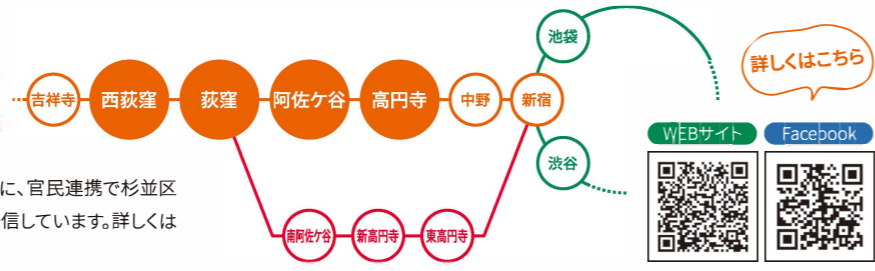 池袋
詳しくはこちら
吉祥寺
西荻窪
荻窪
阿佐ケ谷
高円寺
中野
新宿
WEBサイト
Facebook
渋谷
に、官民連携で杉並区
信しています。詳しくは
南阿佐ケ谷
新高円寺
東高円寺